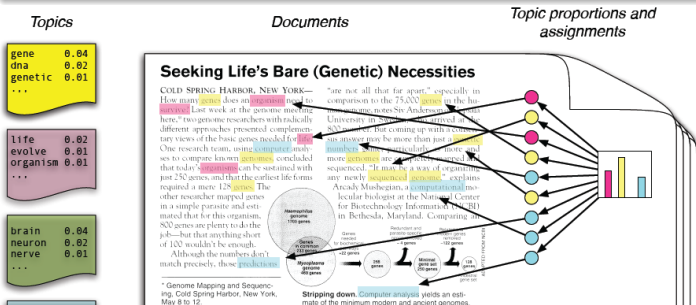 Topics
Documents
Topic proportions and
assignments
gene 0.04
dna 0.02
genetic 0.01
...
life 0.02
evolve 0.01
organism 0.01
...
brain 0.04
neuron 0.02
nerve 0.01
...
Seeking Life's Bare (Genetic) Necessities
COLD SPRING HARBOR, NEW YORK—
How many genes does an organism need to
survive? Last week at the genome meeting
here,* two genome researchers with radically
different approaches presented complemen-
tary views of the basic genes needed for life.
One research team, using computer analy-
ses to compare known genomes, concluded
that today's organisms can be sustained with
just 250 genes, and that the earliest life forms
required a mere 128 genes. The
other researcher mapped genes
in a simple parasite and esti-
mated that for this organism,
800 genes are plenty to do the
job—but that anything short
of 100 wouldn't be enough.
Although the numbers don't
match precisely, those predictions
* Genome Mapping and Sequenc-
ing, Cold Spring Harbor, New York,
May 8 to 12.
"are not all that far apart," especially in
comparison to the 75,000 genes in the hu-
genome, notes Siv Andersson
University in arrived at the
800 number. But coming up with a
sus answer may be more than just a
numbers particularly more and
more genomes are completely mapped and
sequenced. "It may be a way of organizing
any newly sequenced genome," explains
Arcady Mushegian, a computational mo-
lecular biologist at the National Center
for Biotechnology Information (NCBI)
in Bethesda, Maryland. Comparing an
Haemophilus
genome
1703 genes
Genes
in common
233 genes
Mycoplasma
genome
469 genes
Stripping down. Computer analysis yields an esti-
mate of the minimum modern and ancient genomes.